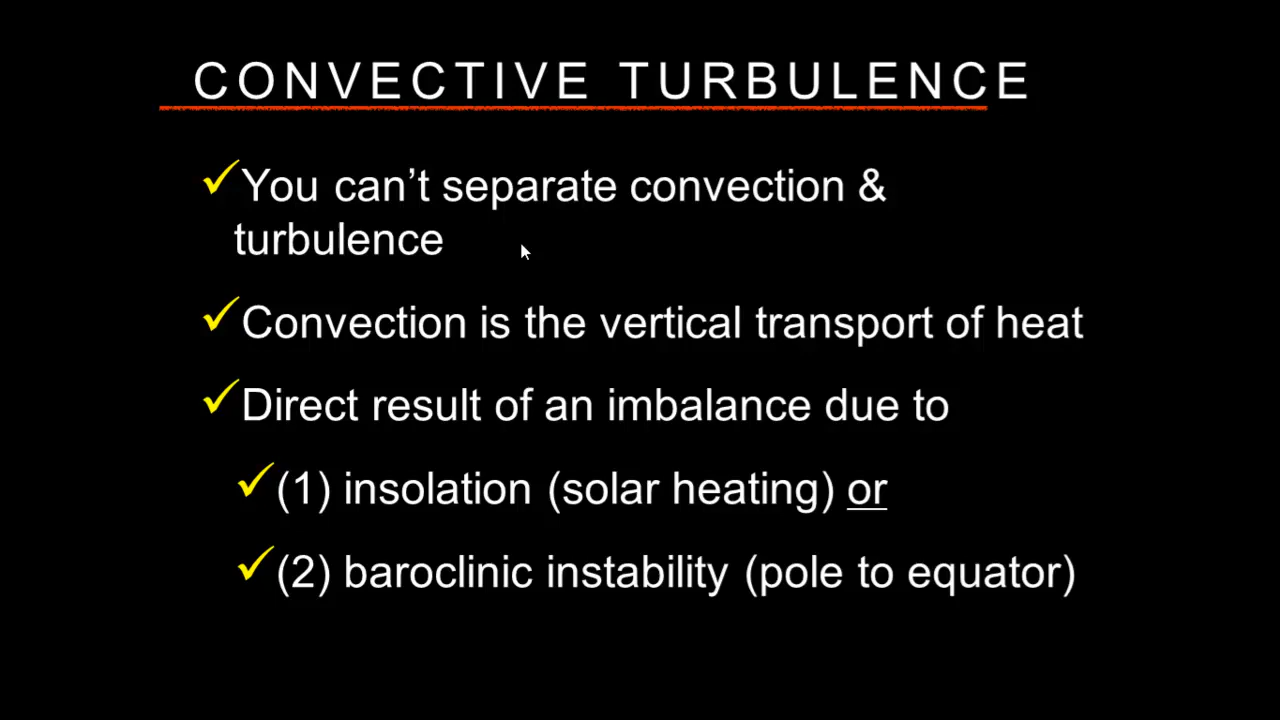 CONVECTIVE TURBULENCE
You can’t separate convection &
turbulence
Convection is the vertical transport of heat
Direct result of an imbalance due to
(1) insolation (solar heating) or
(2) baroclinic instability (pole to equator)